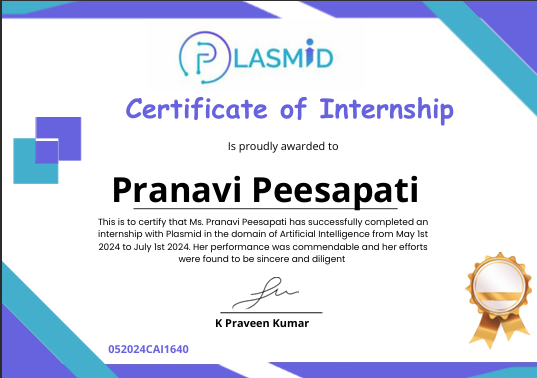 PLASMiD
Certificate of Internship
Is proudly awarded to
Pranavi Peesapati
This is to certify that Ms. Pranavi Peesapati has successfully completed an
internship with Plasmid in the domain of Artificial Intelligence from May 1st
2024 to July 1st 2024. Her performance was commendable and her efforts
were found to be sincere and diligent
K Praveen Kumar
052024CAI1640